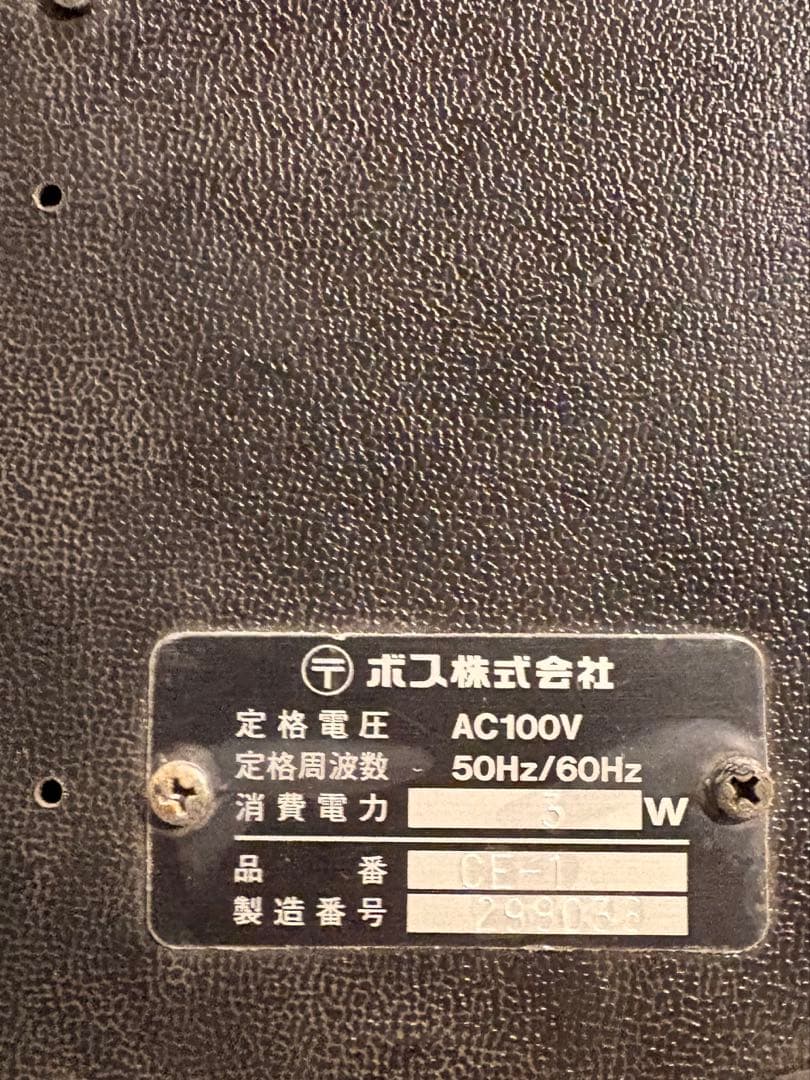 〒 ボス株式会社
定格電圧 AC100V
定格周波数 50Hz/60Hz
消費電力 3 W
品番 CE-1
製造番号